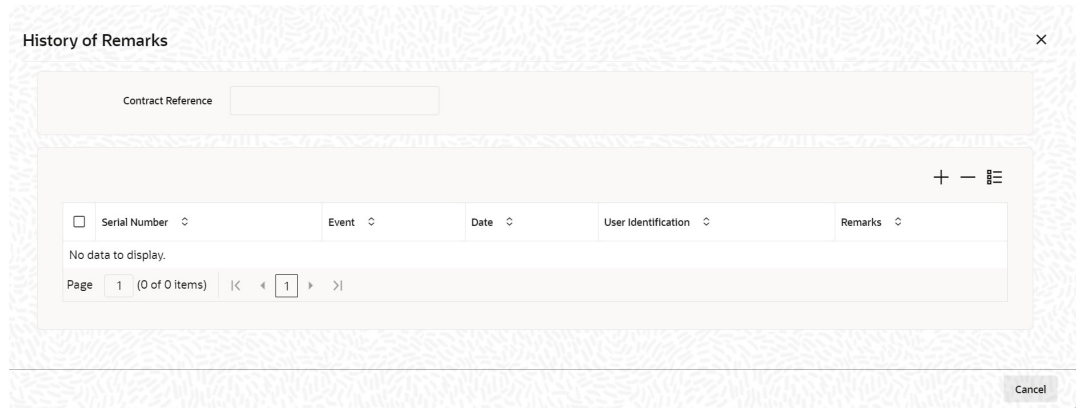 History of Remarks
Contract Reference
Serial Number Event Date User Identification Remarks
No data to display.
Page 1 (0 of 0 items) 1
Cancel